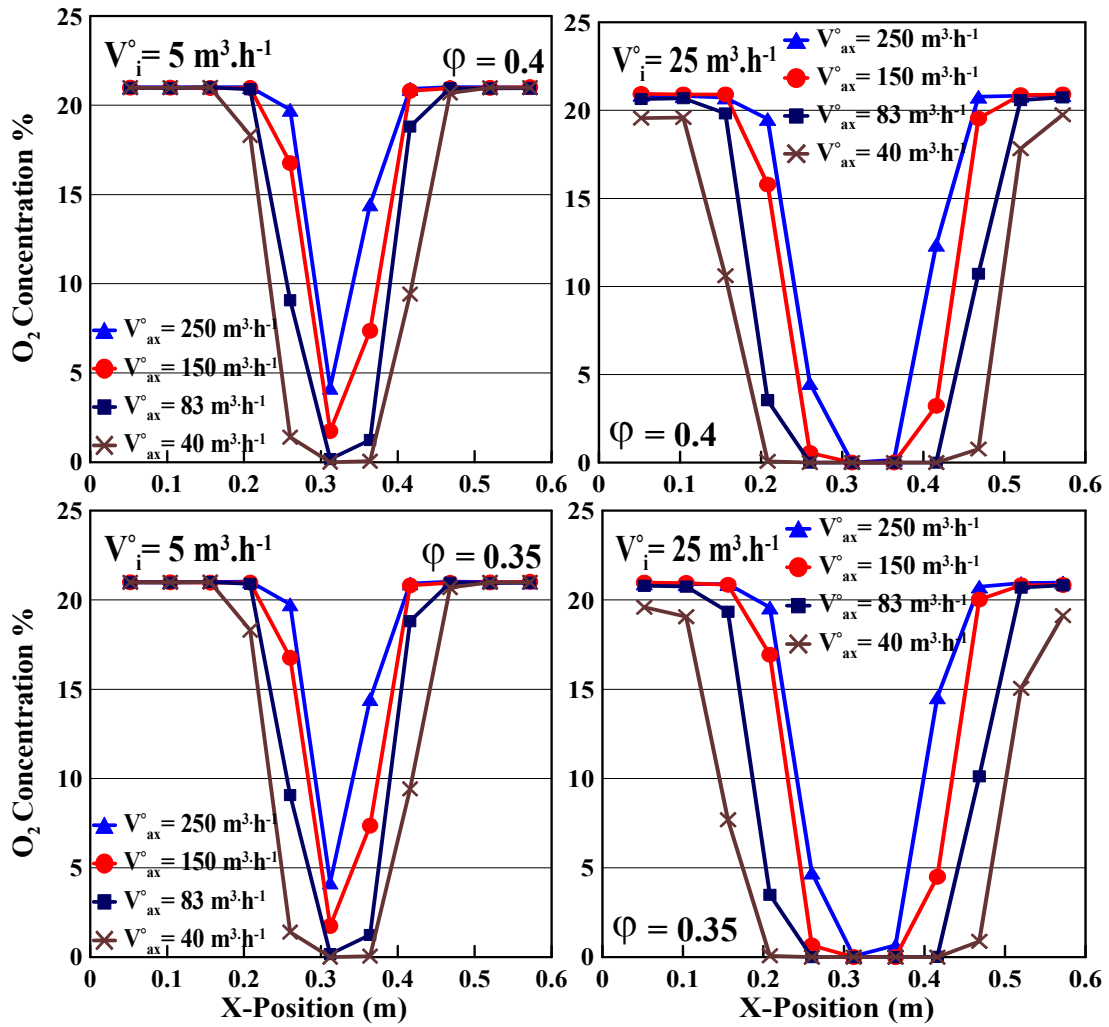 V°i= 5 m³.h-¹
φ = 0.4
O₂ Concentration %
25
20
15
10
5
0
V°ax= 250 m³·h-¹
V°ax= 150 m³·h-¹
V°ax= 83 m³·h-¹
V°ax= 40 m³·h-¹
0 0.1 0.2 0.3 0.4 0.5 0.6
V°i= 25 m³.h-¹
V°ax= 250 m³·h-¹
V°ax= 150 m³·h-¹
V°ax= 83 m³·h-¹
V°ax= 40 m³·h-¹
25
20
15
10
5
0
φ = 0.4
0 0.1 0.2 0.3 0.4 0.5 0.6
V°i= 5 m³.h-¹
φ = 0.35
O₂ Concentration %
25
20
15
10
5
0
V°ax= 250 m³·h-¹
V°ax= 150 m³·h-¹
V°ax= 83 m³·h-¹
V°ax= 40 m³·h-¹
0 0.1 0.2 0.3 0.4 0.5 0.6
X-Position (m)
V°i= 25 m³.h-¹
V°ax= 250 m³·h-¹
V°ax= 150 m³·h-¹
V°ax= 83 m³·h-¹
V°ax= 40 m³·h-¹
25
20
15
10
5
0
φ = 0.35
0 0.1 0.2 0.3 0.4 0.5 0.6
X-Position (m)